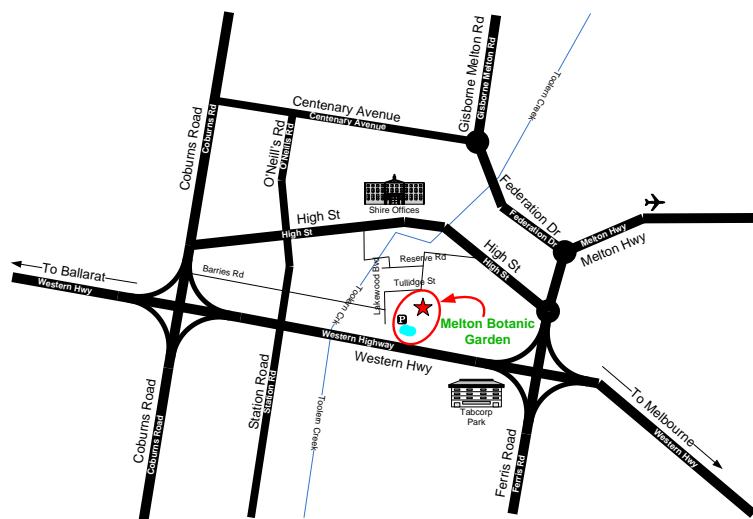 Gisborne Melton Rd
Gisborne Melton Rd
Toolern Creek
Centenary Avenue
Centenary Avenue
Coburns Road
Coburns Rd
O'Neill's Rd
O'Neills Rd
Federation Dr
Federation Dr
Shire Offices
High St
High St
High St
High St
Melton Hwy
Melton Hwy
Reserve Rd
Lakewood Blvd
Tullidge St
To Ballarat
Western Hwy
Barries Rd
Toolern Crk
P
Melton Botanic
Garden
Western Highway
Western Hwy
Tabcorp
Park
Station Road
Station Rd
Toolern Creek
Coburns Road
Coburns Road
Ferris Road
Ferris Rd
To Melbourne
Western Hwy